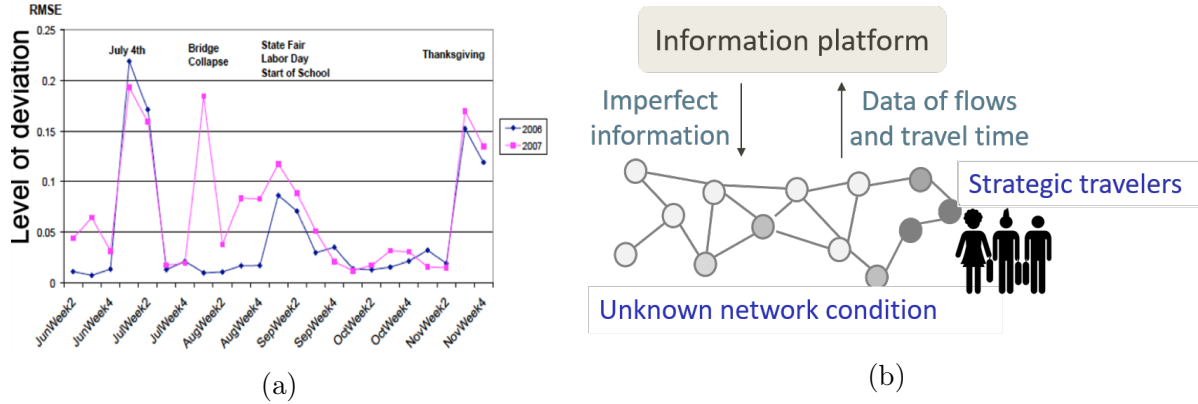 RMSE
Level of deviation
0.25
0.2
0.15
0.1
0.05
0
July 4th
Bridge
Collapse
State Fair
Labor Day
Start of School
Thanksgiving
2006
2007
JunWeek2
JunWeek4
JulWeek2
JulWeek4
AugWeek2
AugWeek4
SepWeek2
SepWeek4
OctWeek2
OctWeek4
NovWeek2
NovWeek4
(a)
Information platform
Imperfect
information
Data of flows
and travel time
Strategic travelers
Unknown network condition
(b)